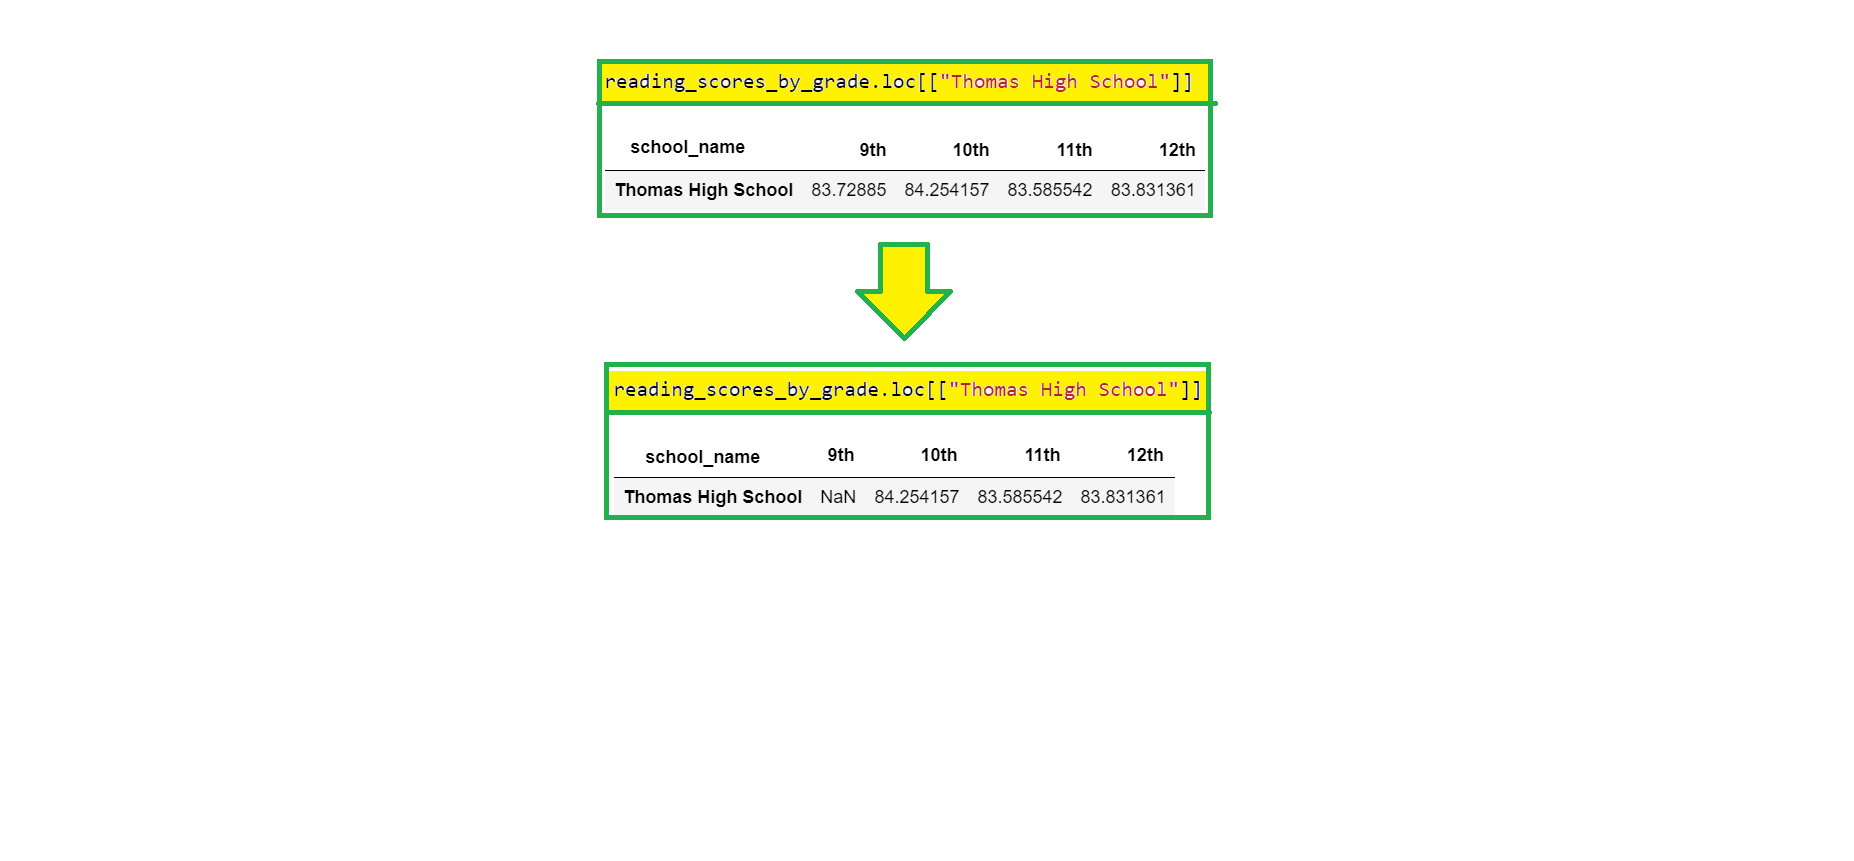 reading_scores_by_grade.loc[["Thomas High School"]]
school_name 9th 10th 11th 12th
Thomas High School 83.72885 84.254157 83.585542 83.831361
reading_scores_by_grade.loc[["Thomas High School"]]
school_name 9th 10th 11th 12th
Thomas High School NaN 84.254157 83.585542 83.831361